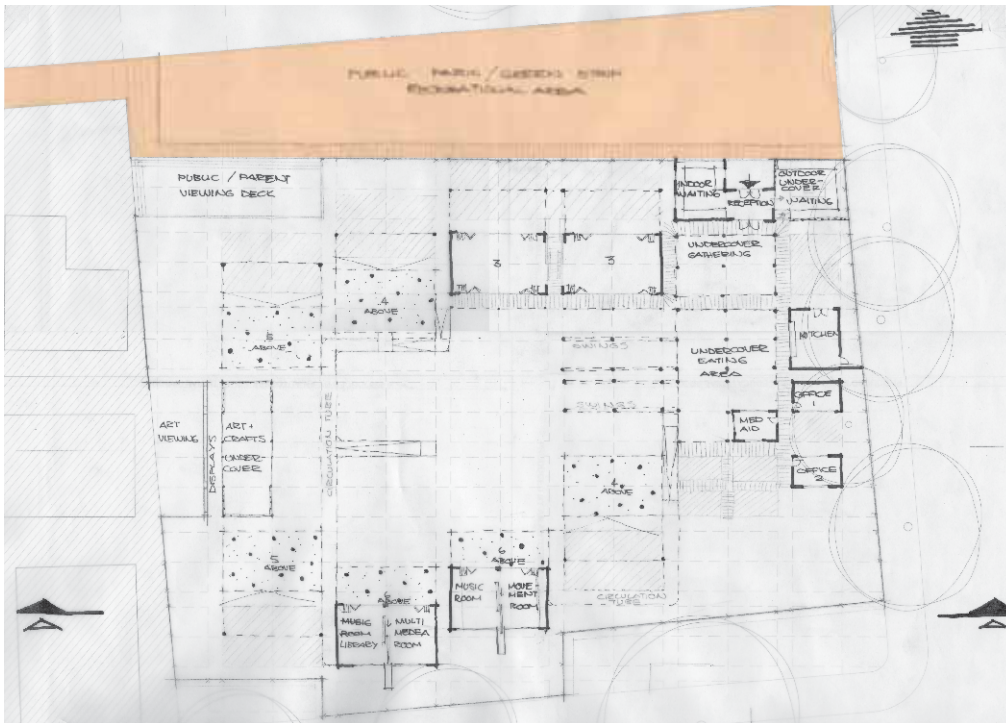 PUBLIC PARK / GREEN STRIP
RECREATIONAL AREA
PUBLIC / PARENT
VIEWING DECK
INDOOR
WAITING
RECEPTION
OUTDOOR
UNDER-
COVER
WAITING
3
3
UNDERCOVER
GATHERING
4
ABOVE
ABOVE
SWINGS
SWINGS
UNDERCOVER
EATING
AREA
KITCHEN
OFFICE
1
MED
AID
OFFICE
2
ART
VIEWING
DISPLAYS
ART +
CRAFTS
UNDER-
COVER
CIRCULATION TUBE
4
ABOVE
5
ABOVE
6
ABOVE
ABOVE
MUSIC
ROOM
MOVE-
MENT
ROOM
CIRCULATION
TUBE
MUSIC
ROOM
LIBRARY
MULTI
MEDEA
ROOM